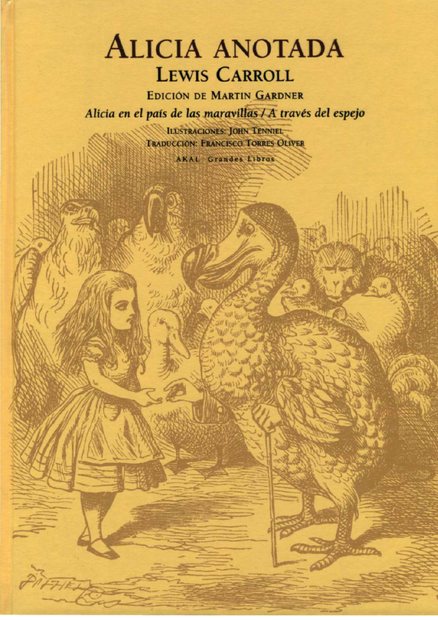 ALICIA ANOTADA
LEWIS CARROLL
EDICIÓN DE MARTIN GARDNER
Alicia en el país de las maravillas / A través del espejo
ILUSTRACIONES: JOHN TENNIEL
TRADUCCIÓN: FRANCISCO TORRES OLIVER
AKAL Grandes Libros